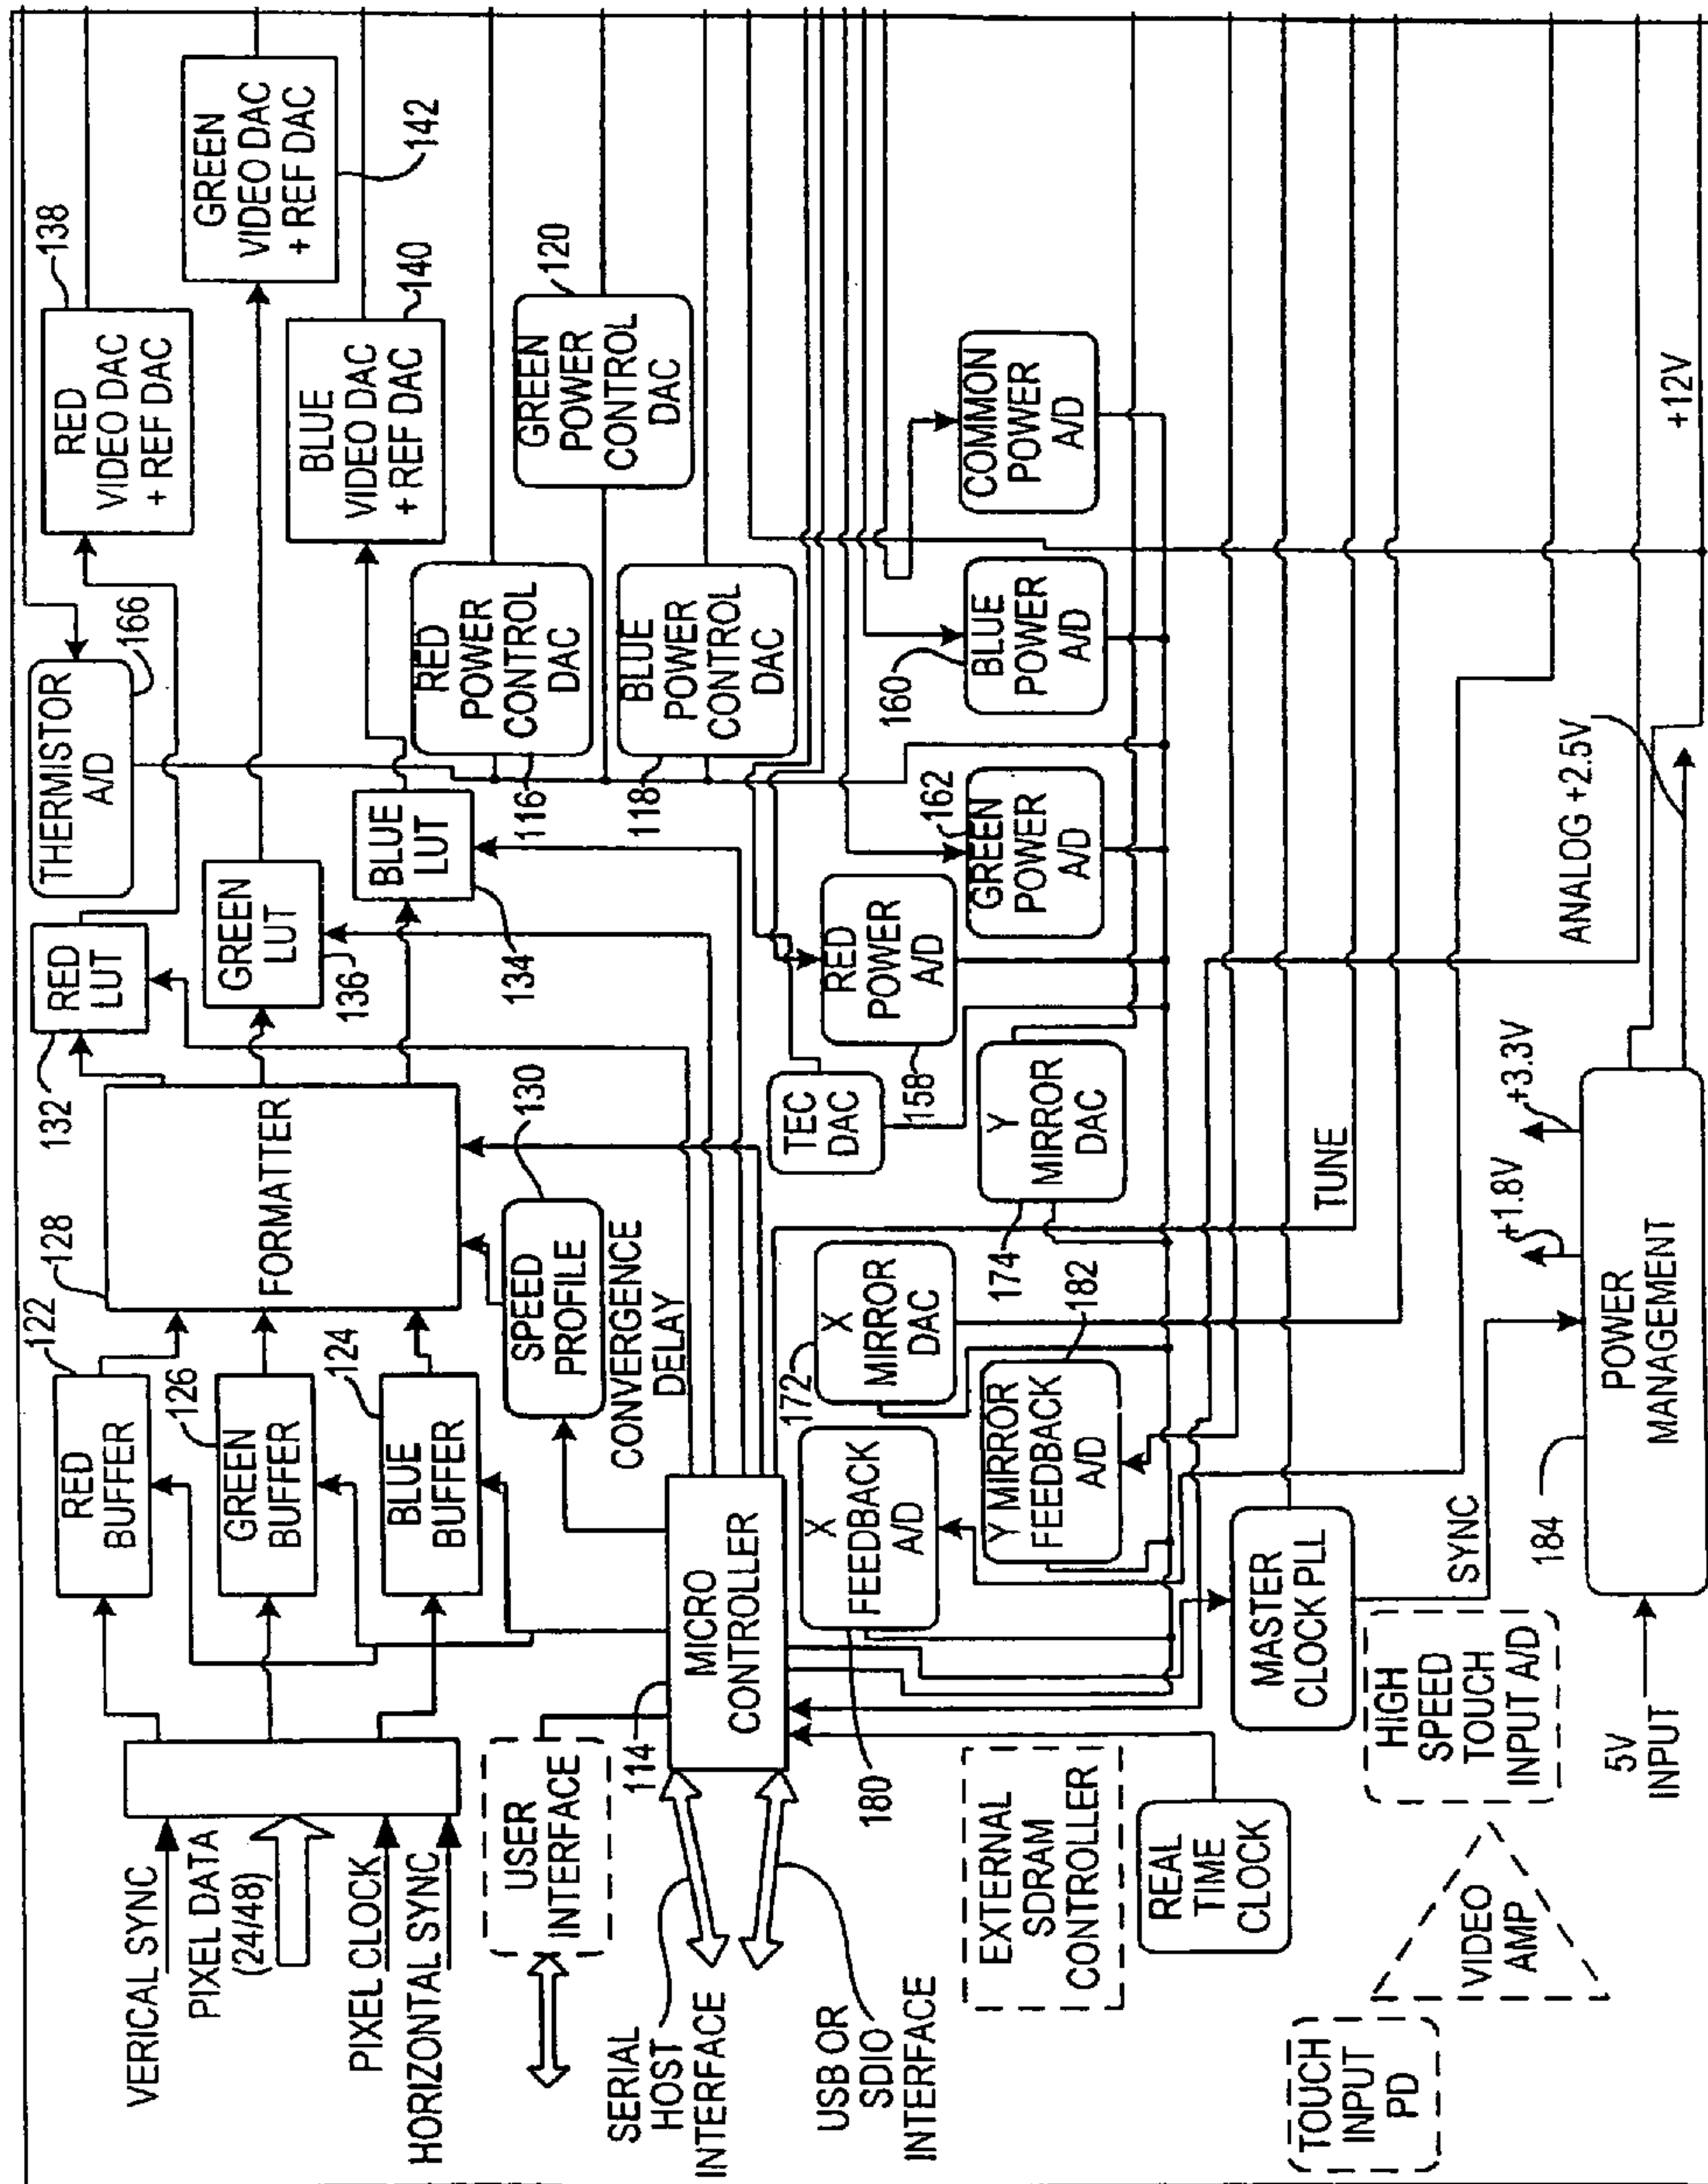 VERICAL SYNC
PIXEL DATA
(24/48)
PIXEL CLOCK
HORIZONTAL SYNC
122
RED
BUFFER
126
GREEN
BUFFER
124
BLUE
BUFFER
128
FORMATTER
130
SPEED
PROFILE
CONVERGENCE
DELAY
132
RED
LUT
GREEN
LUT
136
BLUE
LUT
134
THERMISTOR
A/D
166
RED
VIDEO DAC
+ REF DAC
138
GREEN
VIDEO DAC
+ REF DAC
142
BLUE
VIDEO DAC
+ REF DAC
140
RED
POWER
CONTROL
DAC
116
GREEN
POWER
CONTROL
DAC
120
BLUE
POWER
CONTROL
DAC
118
USER
INTERFACE
114
MICRO
CONTROLLER
SERIAL
HOST
INTERFACE
USB OR
SDIO
INTERFACE
TEC
DAC
RED
POWER
A/D
158
GREEN
POWER
A/D
162
BLUE
POWER
A/D
160
COMMON
POWER
A/D
X
MIRROR
DAC
172
Y
MIRROR
DAC
174
X
FEEDBACK
A/D
180
Y MIRROR
FEEDBACK
A/D
182
EXTERNAL
SDRAM
CONTROLLER
REAL
TIME
CLOCK
MASTER
CLOCK PLL
TUNE
SYNC
TOUCH
INPUT
PD
VIDEO
AMP
HIGH
SPEED
TOUCH
INPUT A/D
5V
INPUT
184
POWER
MANAGEMENT
+1.8V
+3.3V
ANALOG +2.5V
+12V